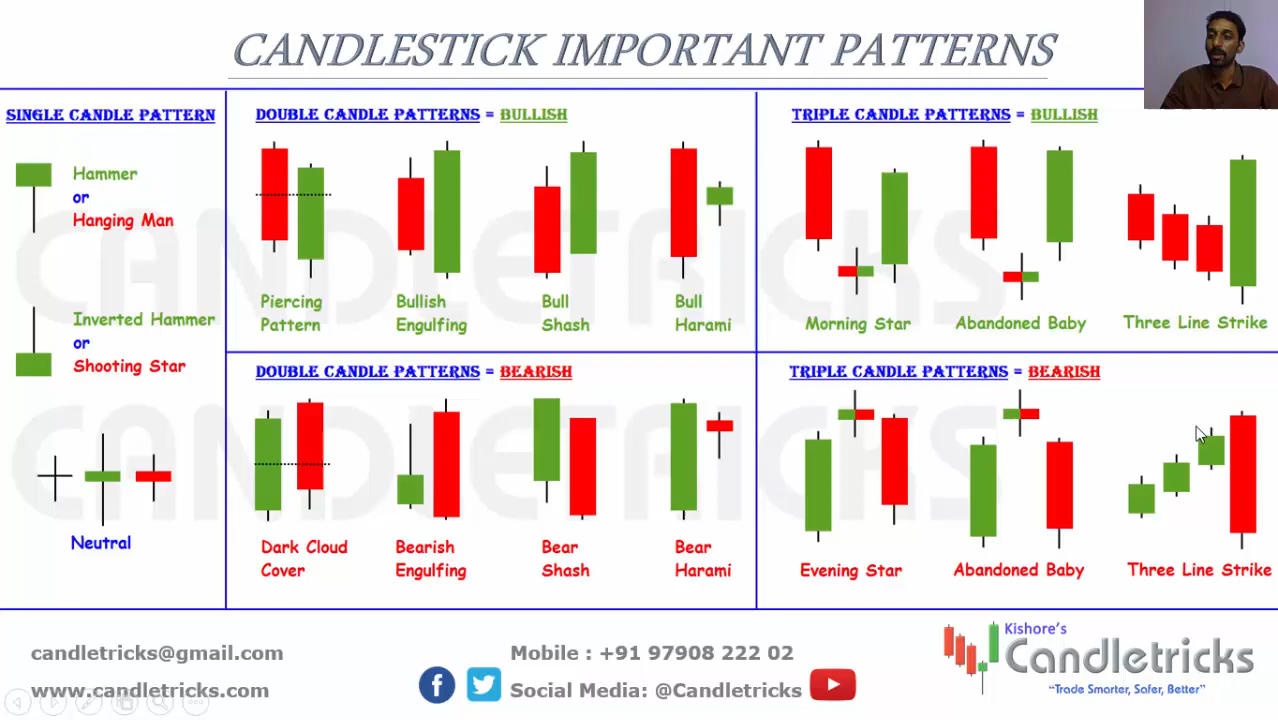 CANDLESTICK IMPORTANT PATTERNS
SINGLE CANDLE PATTERN
Hammer
or
Hanging Man
Inverted Hammer
or
Shooting Star
Neutral
DOUBLE CANDLE PATTERNS = BULLISH
Piercing
Pattern
Bullish
Engulfing
Bull
Shash
Bull
Harami
TRIPLE CANDLE PATTERNS = BULLISH
Morning Star
Abandoned Baby
Three Line Strike
DOUBLE CANDLE PATTERNS = BEARISH
Dark Cloud
Cover
Bearish
Engulfing
Bear
Shash
Bear
Harami
TRIPLE CANDLE PATTERNS = BEARISH
Evening Star
Abandoned Baby
Three Line Strike
CANDLETRICKS
CANDLETRICKS
candletricks@gmail.com
www.candletricks.com
Mobile : +91 97908 222 02
Social Media: @Candletricks
Kishore's
Candletricks
"Trade Smarter, Safer, Better"